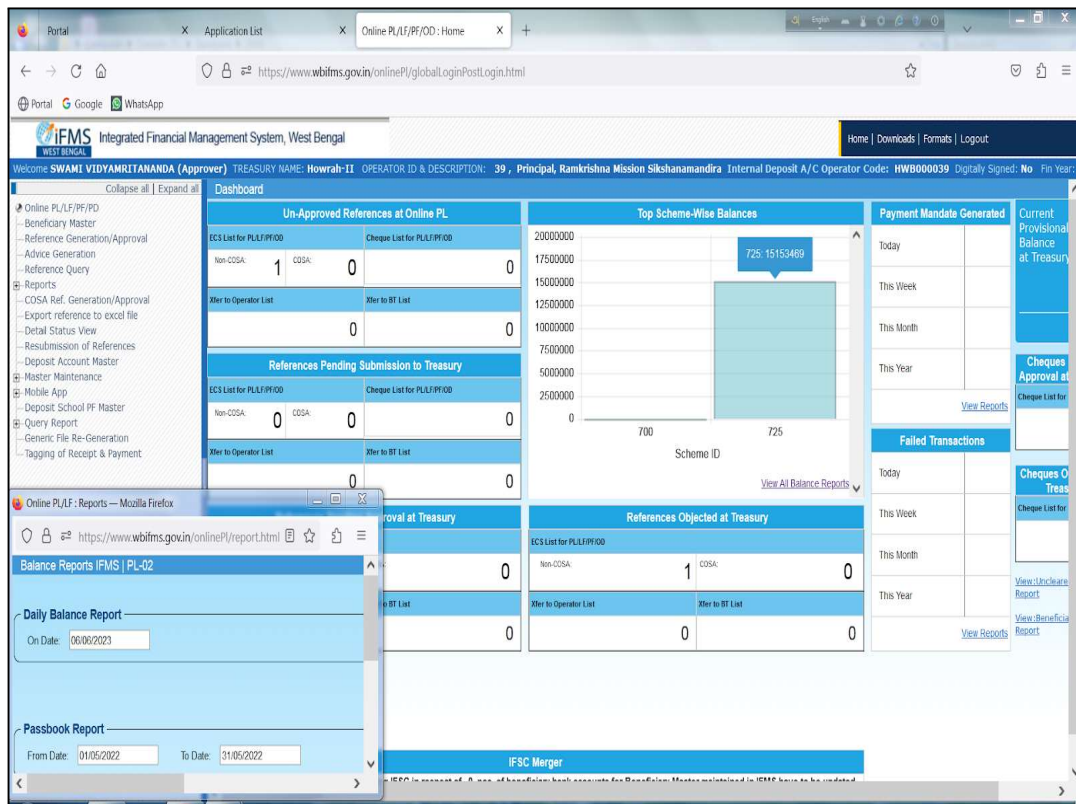 Portal X Application List X Online PL/LF/PF/OD : Home X +
English
https://www.wbifms.gov.in/onlinePl/globalLoginPostLogin.html
Portal Google WhatsApp
iFMS WEST BENGAL Integrated Financial Management System, West Bengal
Home | Downloads | Formats | Logout
Welcome SWAMI VIDYAMRITANANDA (Approver) TREASURY NAME: Howrah-II OPERATOR ID & DESCRIPTION: 39 , Principal, Ramkrishna Mission Sikshanamandira Internal Deposit A/C Operator Code: HWB000039 Digitally Signed: No Fin Year:
Collapse all | Expand all
Online PL/LF/PF/PD
Beneficiary Master
Reference Generation/Approval
Advice Generation
Reference Query
Reports
COSA Ref. Generation/Approval
Export reference to excel file
Detail Status View
Resubmission of References
Deposit Account Master
Master Maintenance
Mobile App
Deposit School PF Master
Query Report
Generic File Re-Generation
Tagging of Receipt & Payment
Dashboard
Un-Approved References at Online PL
ECS List for PL/LF/PF/OD Cheque List for PL/LF/PF/OD
Non-COSA: 1 COSA: 0 0
Xfer to Operator List Xfer to BT List
0 0
References Pending Submission to Treasury
ECS List for PL/LF/PF/OD Cheque List for PL/LF/PF/OD
Non-COSA: 0 COSA: 0 0
Xfer to Operator List Xfer to BT List
0 0
roval at Treasury
0
o BT List
0
Top Scheme-Wise Balances
20000000
17500000
15000000
12500000
10000000
7500000
5000000
2500000
0
725: 15153469
700 725
Scheme ID
View All Balance Reports
References Objected at Treasury
ECS List for PL/LF/PF/OD
Non-COSA: 1 COSA: 0
Xfer to Operator List Xfer to BT List
0 0
Payment Mandate Generated
Today
This Week
This Month
This Year
View Reports
Failed Transactions
Today
This Week
This Month
This Year
View Reports
Current
Provisional
Balance
at Treasury
Cheques
Approval at
Cheque List for
Cheques O
Treas
Cheque List for
View:Uncleare
Report
View:Beneficia
Report
Online PL/LF : Reports — Mozilla Firefox
https://www.wbifms.gov.in/onlinePl/report.html
Balance Reports IFMS | PL-02
Daily Balance Report
On Date: 06/06/2023
Passbook Report
From Date: 01/05/2022 To Date: 31/05/2022
IFSC Merger